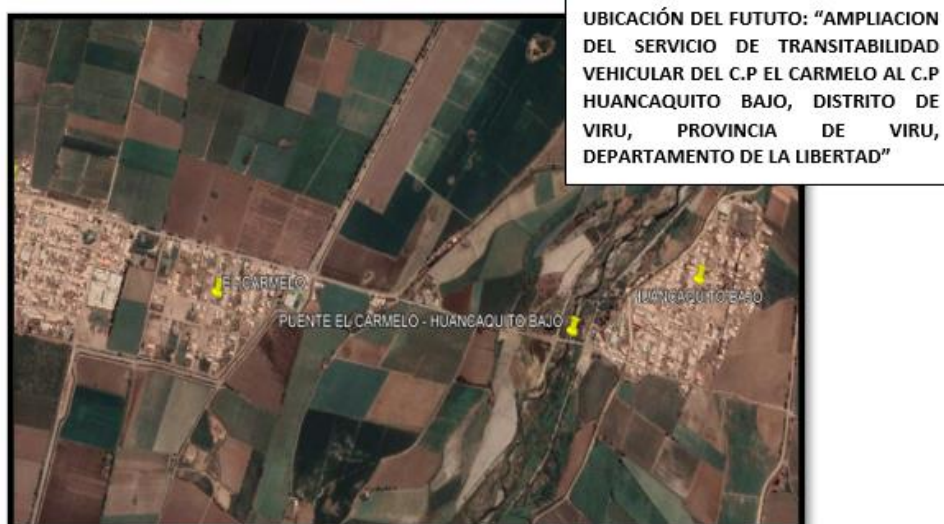 UBICACIÓN DEL FUTUTO: “AMPLIACION
DEL SERVICIO DE TRANSITABILIDAD
VEHICULAR DEL C.P EL CARMELO AL C.P
HUANCAQUITO BAJO, DISTRITO DE
VIRU, PROVINCIA DE VIRU,
DEPARTAMENTO DE LA LIBERTAD”
EL CARMELO
HUANCAQUITO BAJO
PUENTE EL CARMELO - HUANCAQUITO BAJO